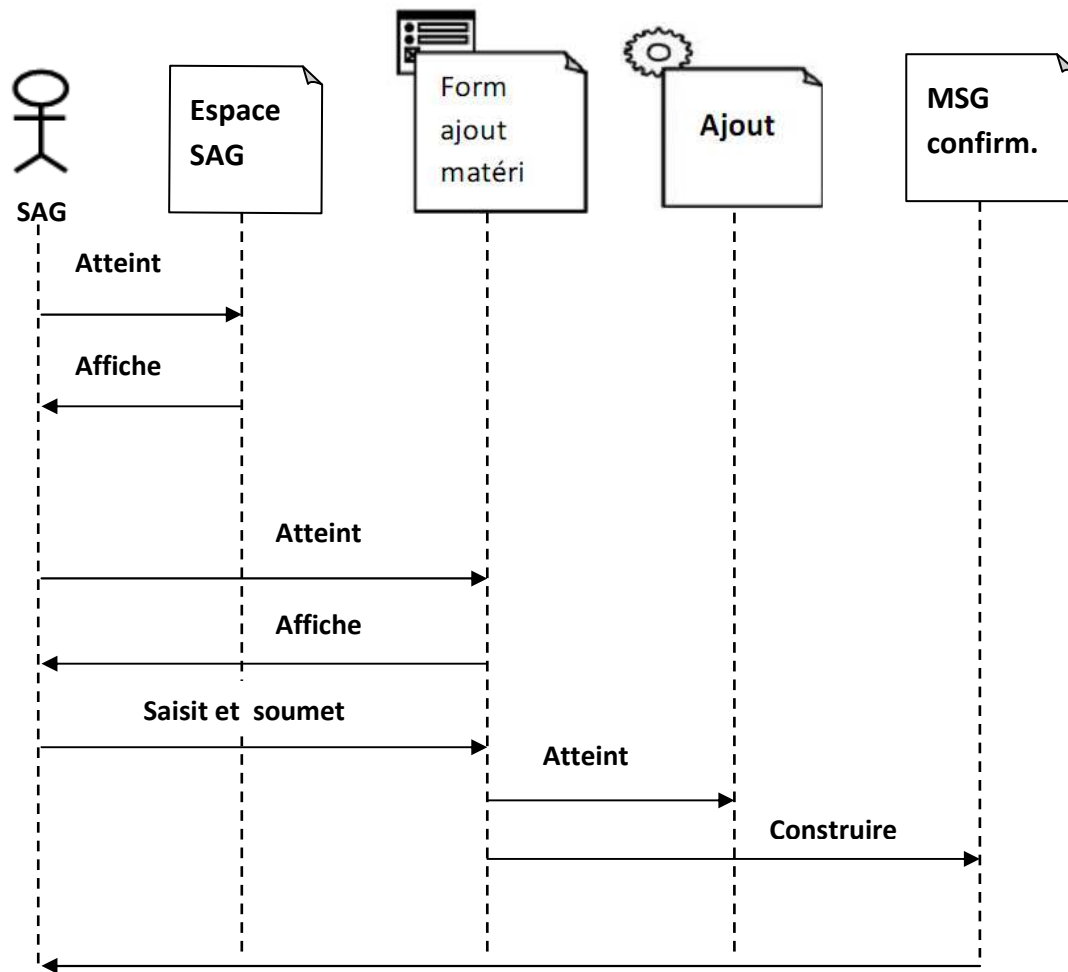 Espace
SAG
Form
ajout
matéri
Ajout
MSG
confirm.
SAG
Atteint
Affiche
Atteint
Affiche
Saisit et soumet
Atteint
Construire